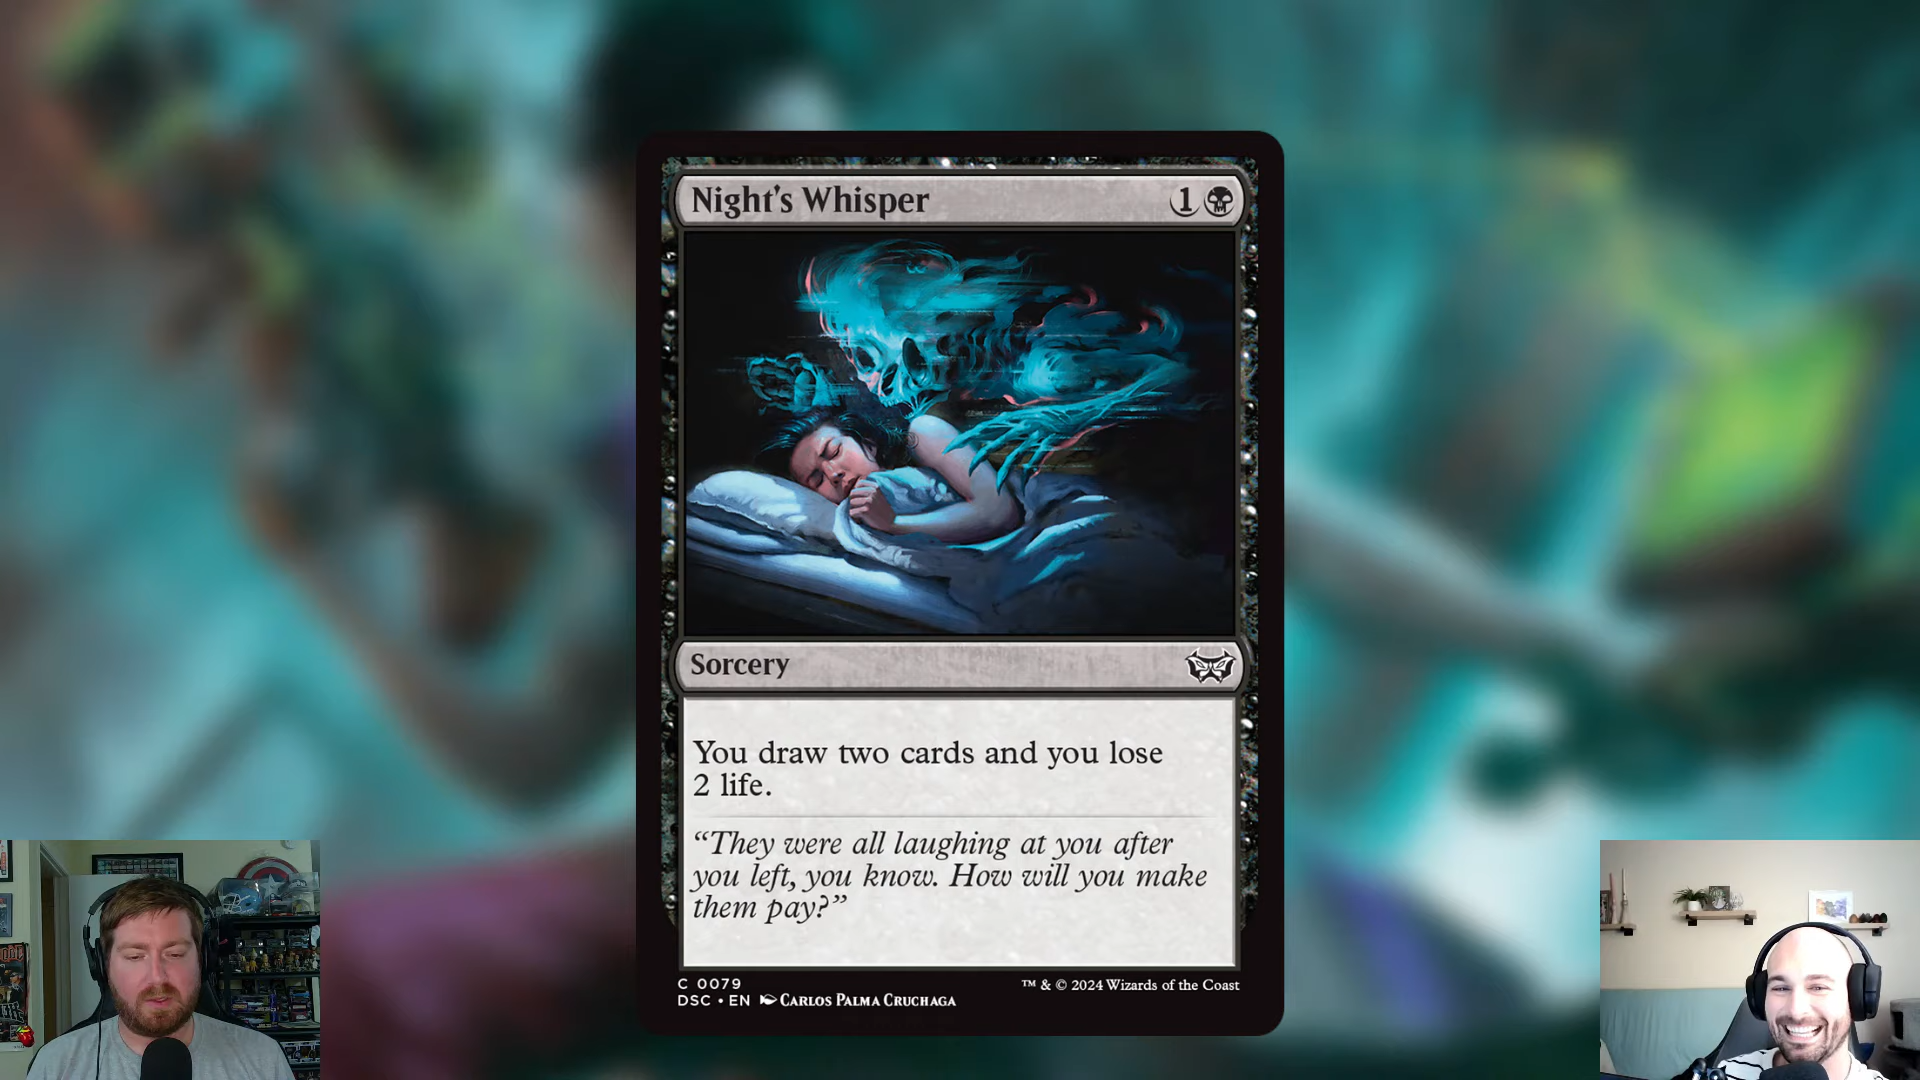 Night's Whisper 1
Sorcery
You draw two cards and you lose
2 life.
“They were all laughing at you after
you left, you know. How will you make
them pay?”
C 0079
DSC • EN CARLOS PALMA CRUCHAGA
™ & © 2024 Wizards of the Coast